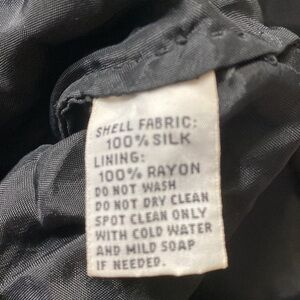 SHELL FABRIC:
100% SILK
LINING:
100% RAYON
DO NOT WASH
DO NOT DRY CLEAN
SPOT CLEAN ONLY
WITH COLD WATER
AND MILD SOAP
IF NEEDED.